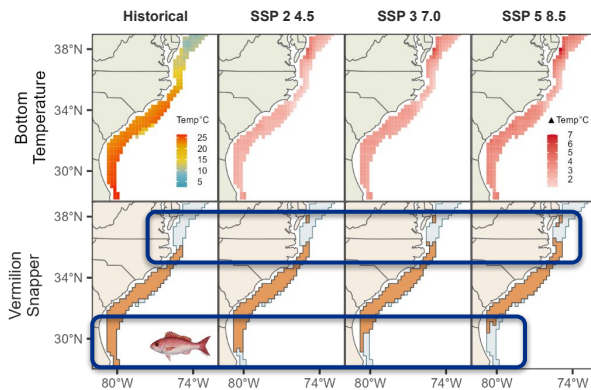 Historical SSP 2 4.5 SSP 3 7.0 SSP 5 8.5
Bottom
Temperature
38°N
34°N
30°N
Temp°C
25
20
15
10
5
▲ Temp°C
7
6
5
4
3
2
Vermilion
Snapper
38°N
34°N
30°N
80°W 74°W 80°W 74°W 80°W 74°W 80°W 74°W